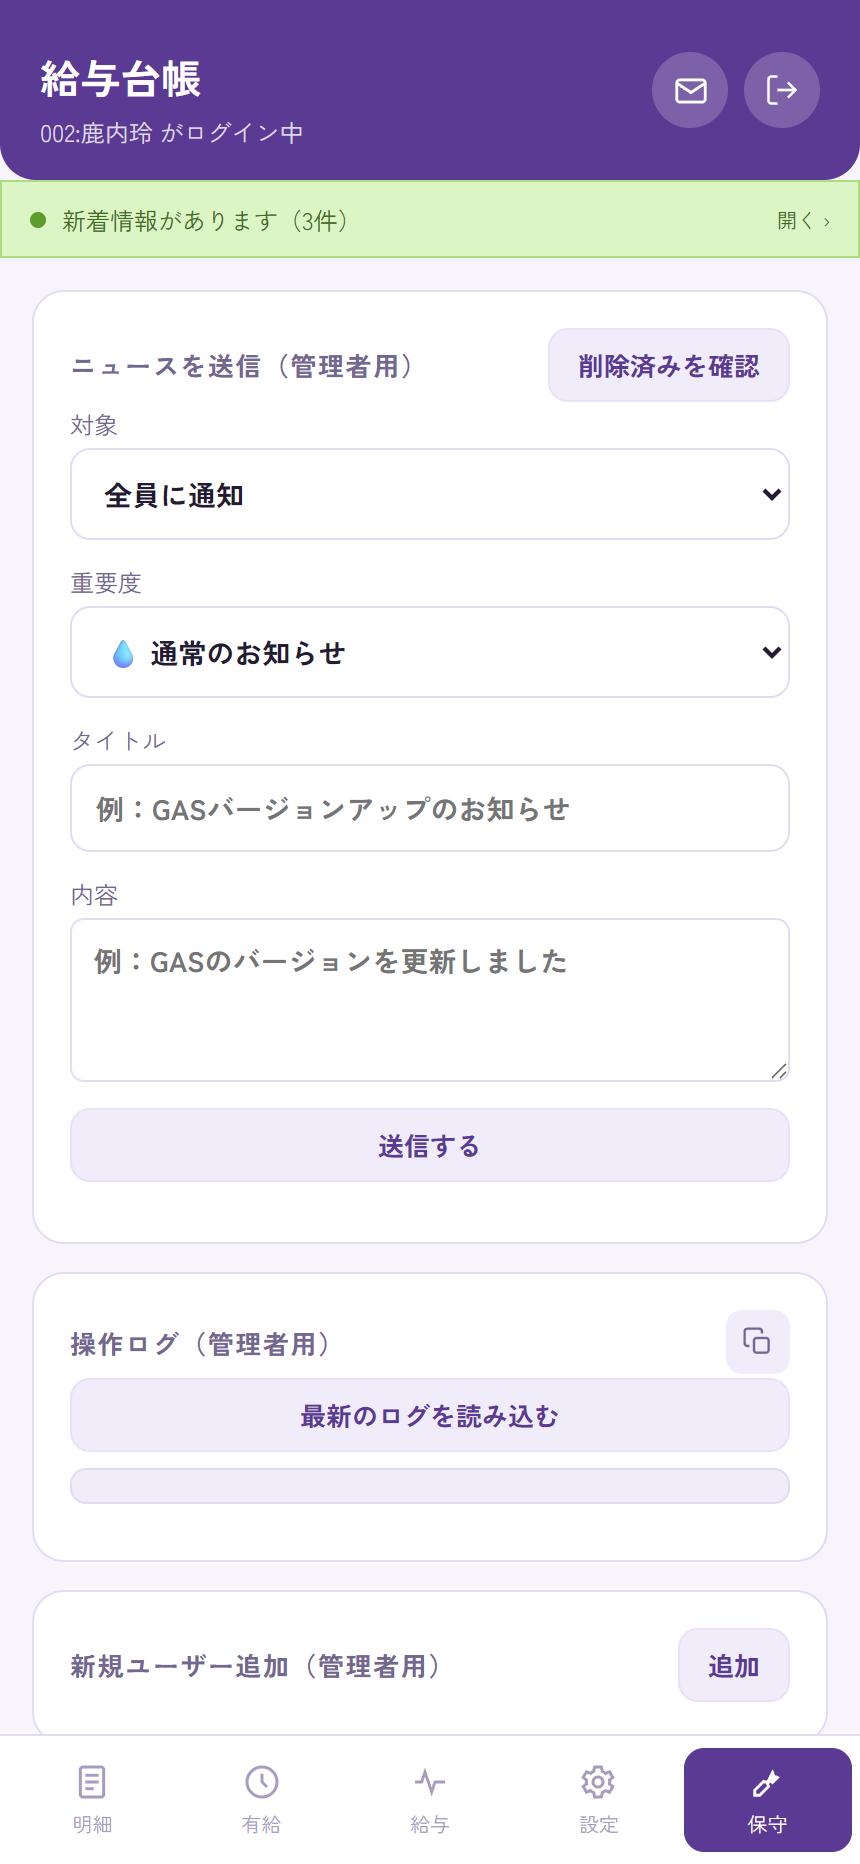 給与台帳
002:鹿内玲 がログイン中
新着情報があります（3件）
開く ›
ニュースを送信（管理者用）
削除済みを確認
対象
全員に通知
重要度
💧 通常のお知らせ
タイトル
例：GASバージョンアップのお知らせ
内容
例：GASのバージョンを更新しました
送信する
操作ログ（管理者用）
最新のログを読み込む
新規ユーザー追加（管理者用）
追加
明細
有給
給与
設定
保守